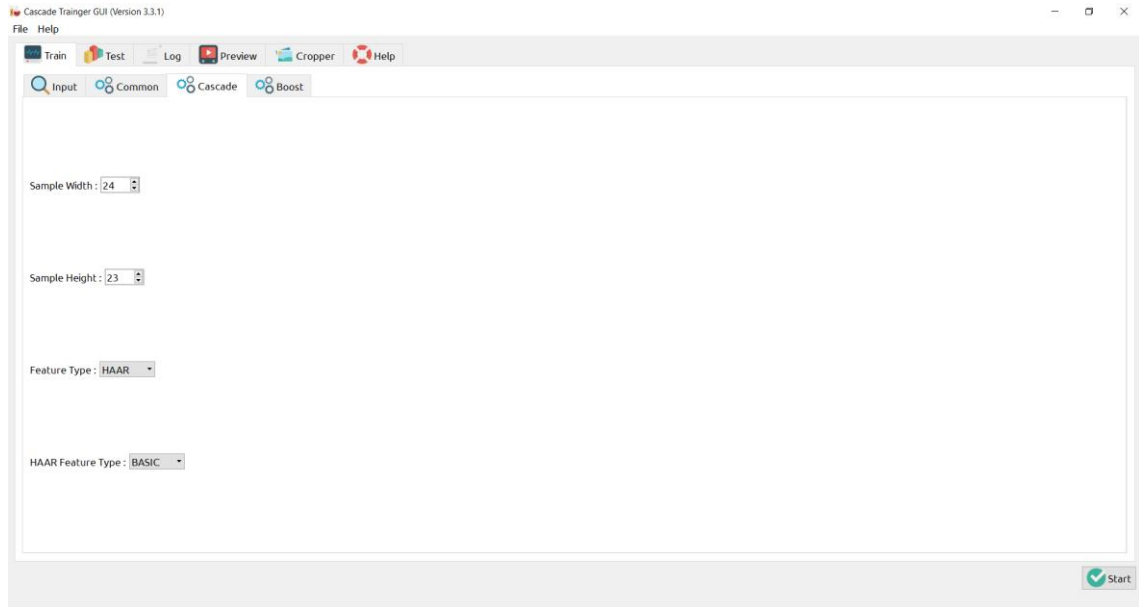 Cascade Trainger GUI (Version 3.3.1)
File Help
Train Test Log Preview Cropper Help
Input Common Cascade Boost
Sample Width : 24
Sample Height : 23
Feature Type : HAAR
HAAR Feature Type : BASIC
Start